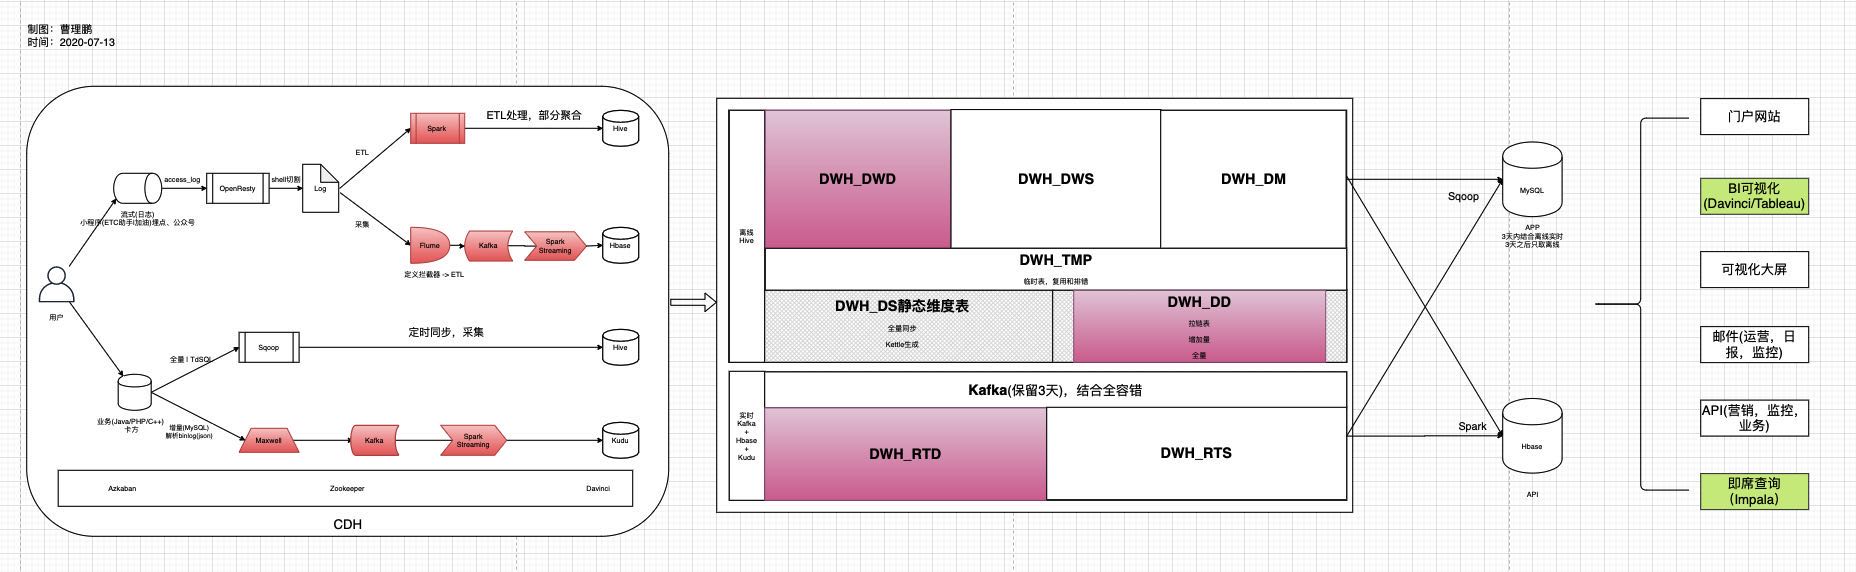 制图：曹理鹏
时间：2020-07-13
ETL处理，部分聚合
Spark
Hive
ETL
access_log
OpenResty
shell切割
Log
流式(日志)
小程序(ETC助手|加油)埋点、公众号
采集
Flume
Kafka
Spark
Streaming
Hbase
定义拦截器 -> ETL
用户
定时同步，采集
全量 | TdSQL
Sqoop
Hive
业务(Java/PHP/C++)
卡方
增量(MySQL)
解析binlog(json)
Maxwell
Kafka
Spark
Streaming
Kudu
Azkaban
Zookeeper
Davinci
CDH
离线
Hive
DWH_DWD
DWH_DWS
DWH_DM
DWH_TMP
临时表，复用和排错
DWH_DS静态维度表
全量同步
Kettle生成
DWH_DD
拉链表
增加量
全量
实时
Kafka
+
Hbase
+
Kudu
Kafka(保留3天)，结合全容错
DWH_RTD
DWH_RTS
Sqoop
Spark
MySQL
APP
3天内结合离线实时
3天之后只取离线
Hbase
API
门户网站
BI可视化
(Davinci/Tableau)
可视化大屏
邮件(运营，日
报，监控)
API(营销，监控，
业务)
即席查询
（Impala）